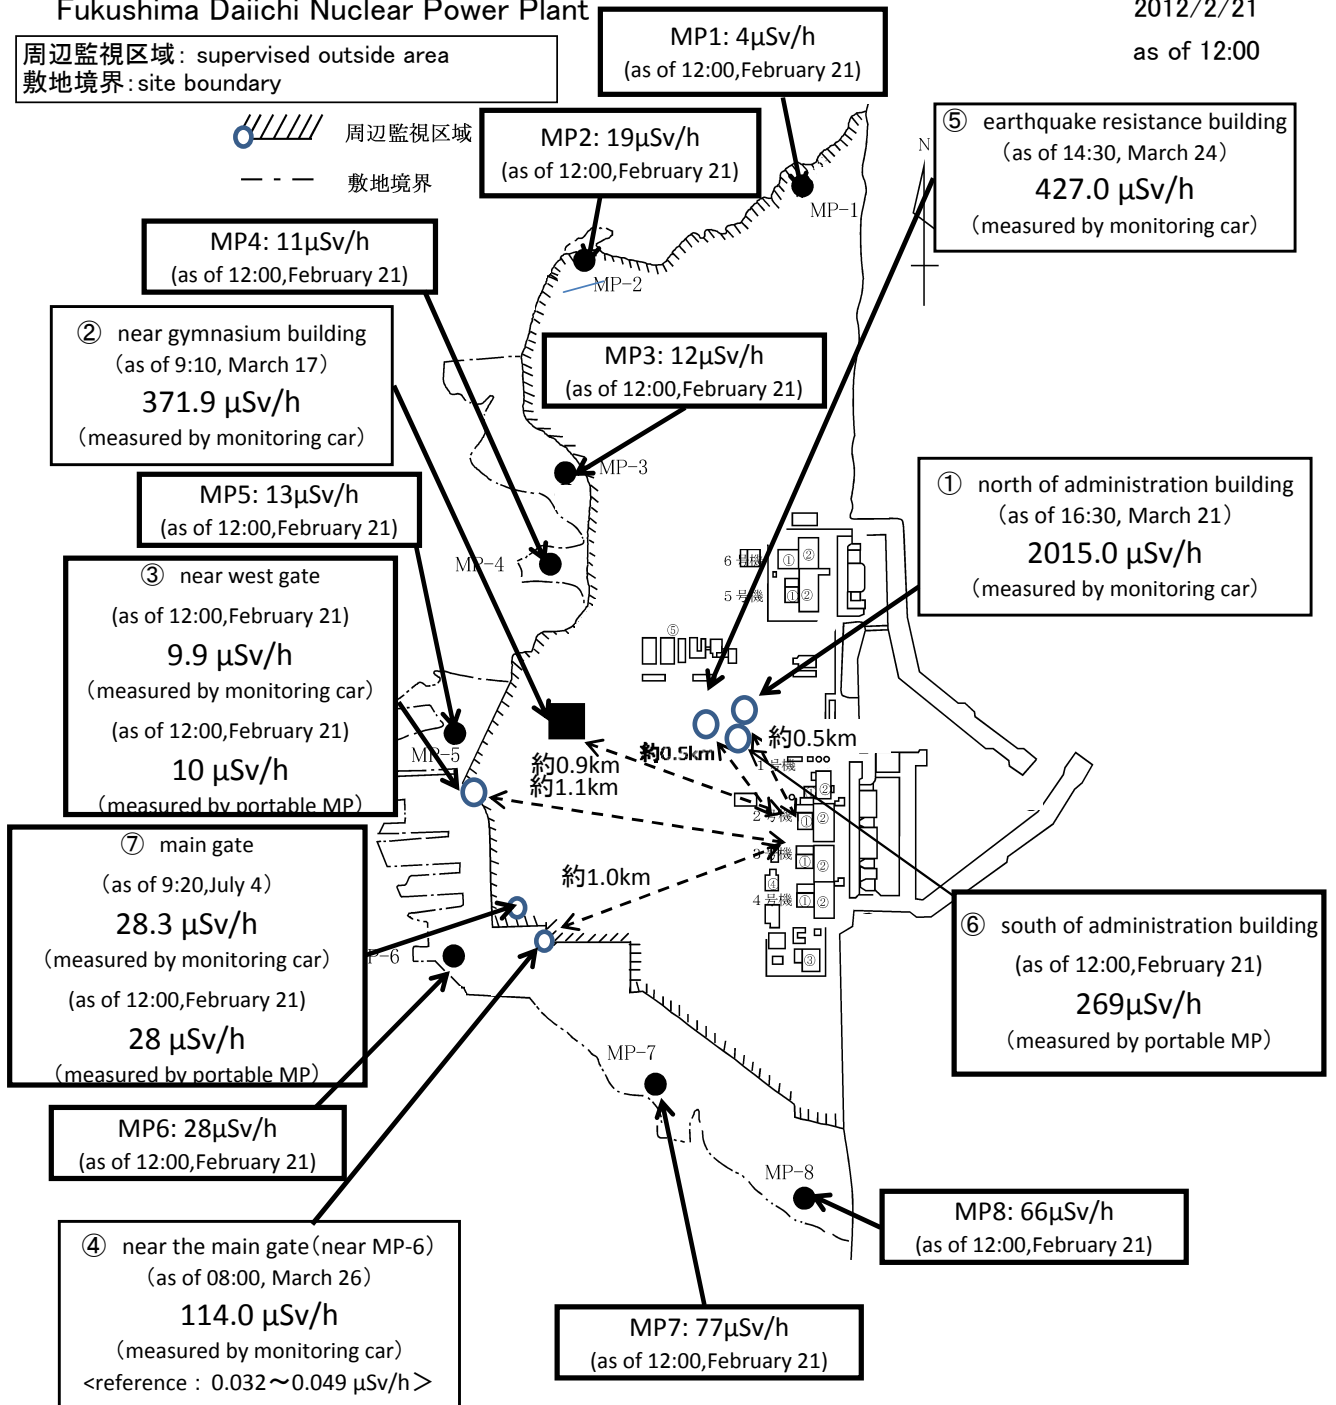 Fukushima Daiichi Nuclear Power Plant
2012/2/21
as of 12:00
周辺監視区域: supervised outside area
敷地境界:site boundary
周辺監視区域
敷地境界
MP1: 4μSv/h
(as of 12:00,February 21)
MP2: 19μSv/h
(as of 12:00,February 21)
⑤ earthquake resistance building
(as of 14:30, March 24)
427.0 μSv/h
(measured by monitoring car)
N
MP-1
MP4: 11μSv/h
(as of 12:00,February 21)
MP-2
② near gymnasium building
(as of 9:10, March 17)
371.9 μSv/h
(measured by monitoring car)
MP3: 12μSv/h
(as of 12:00,February 21)
MP-3
MP5: 13μSv/h
(as of 12:00,February 21)
① north of administration building
(as of 16:30, March 21)
2015.0 μSv/h
(measured by monitoring car)
MP-4
③ near west gate
(as of 12:00,February 21)
9.9 μSv/h
(measured by monitoring car)
(as of 12:00,February 21)
10 μSv/h
(measured by portable MP)
6号機
① ②
5号機
① ②
⑤
MP-5
約0.9km
約1.1km
約0.5km
約0.5km
1号機
②
2号機
① ②
3号機
① ②
4号機
① ②
④
③
約1.0km
⑦ main gate
(as of 9:20,July 4)
28.3 μSv/h
(measured by monitoring car)
(as of 12:00,February 21)
28 μSv/h
(measured by portable MP)
P-6
⑥ south of administration building
(as of 12:00,February 21)
269μSv/h
(measured by portable MP)
MP-7
MP6: 28μSv/h
(as of 12:00,February 21)
MP-8
MP8: 66μSv/h
(as of 12:00,February 21)
④ near the main gate(near MP-6)
(as of 08:00, March 26)
114.0 μSv/h
(measured by monitoring car)
<reference : 0.032～0.049 μSv/h>
MP7: 77μSv/h
(as of 12:00,February 21)